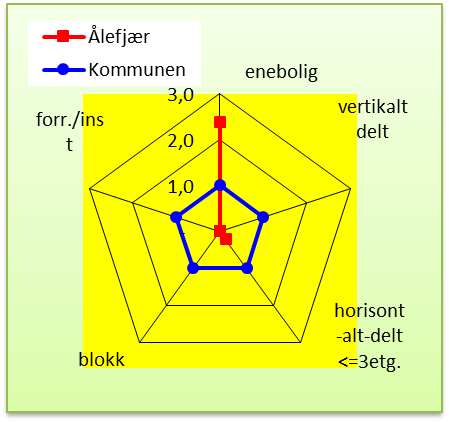 Ålefjær
Kommunen
enebolig
3,0
vertikalt
delt
forr./ins
t
2,0
1,0
-
horisont
-alt-delt
<=3etg.
blokk